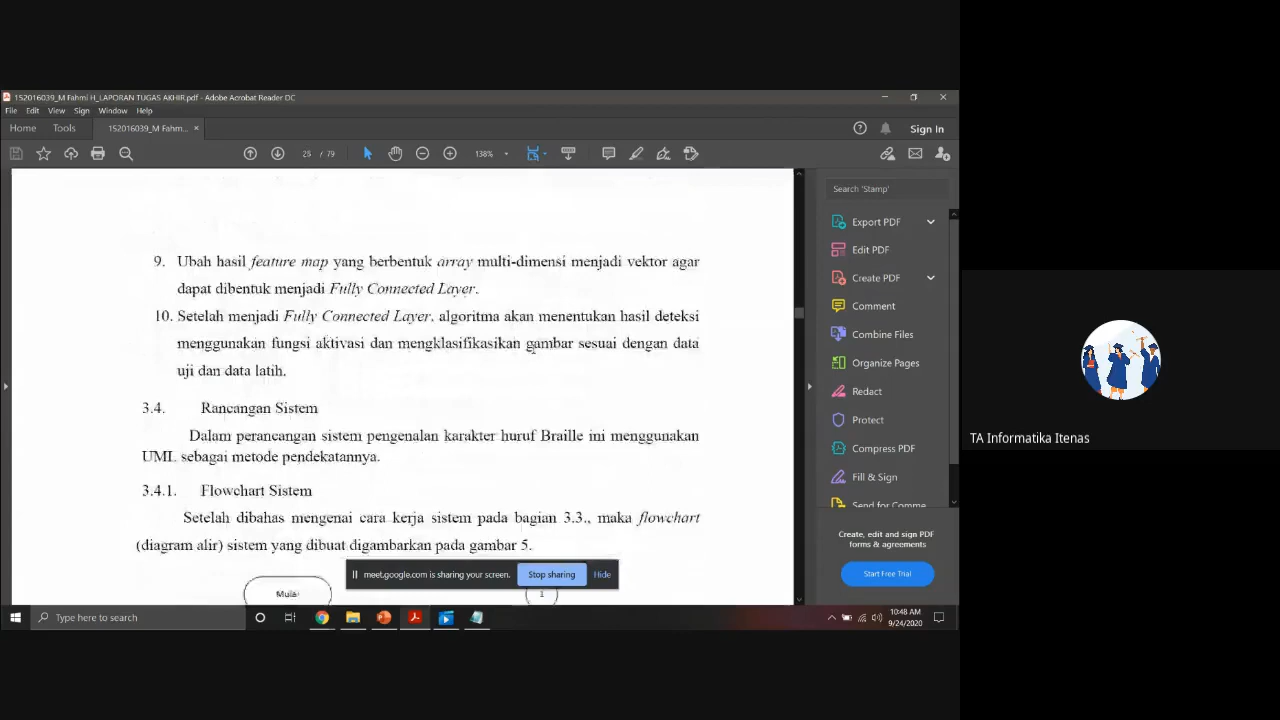 152016039_M Fahmi H_LAPORAN TUGAS AKHIR.pdf - Adobe Acrobat Reader DC
File Edit View Sign Window Help
Home Tools 152016039_M Fahm... × Sign In
/ 79 138%
9. Ubah hasil feature map yang berbentuk array multi-dimensi menjadi vektor agar
dapat dibentuk menjadi Fully Connected Layer.
10. Setelah menjadi Fully Connected Layer, algoritma akan menentukan hasil deteksi
menggunakan fungsi aktivasi dan mengklasifikasikan gambar sesuai dengan data
uji dan data latih.
3.4. Rancangan Sistem
Dalam perancangan sistem pengenalan karakter huruf Braille ini menggunakan
UML sebagai metode pendekatannya.
3.4.1. Flowchart Sistem
Setelah dibahas mengenai cara kerja sistem pada bagian 3.3., maka flowchart
(diagram alir) sistem yang dibuat digambarkan pada gambar 5.
Mulai
1
meet.google.com is sharing your screen. Stop sharing Hide
Search 'Stamp'
Export PDF
Edit PDF
Create PDF
Comment
Combine Files
Organize Pages
Redact
Protect
Compress PDF
Fill & Sign
Send for Comme
Create, edit and sign PDF
forms & agreements
Start Free Trial
Type here to search
10:48 AM
9/24/2020
TA Informatika Itenas